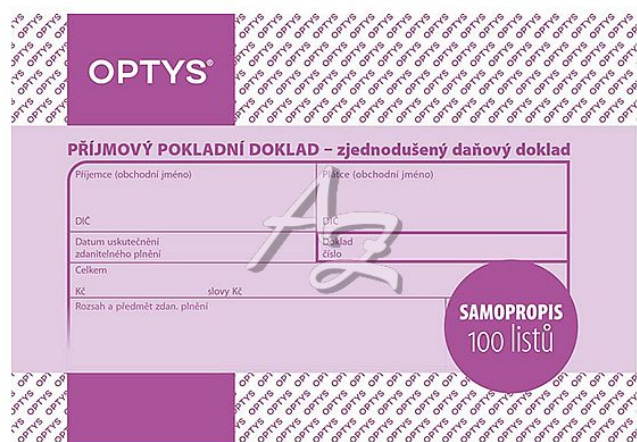 OPTYS®
PŘÍJMOVÝ POKLADNÍ DOKLAD – zjednodušený daňový doklad
Příjemce (obchodní jméno)
Plátce (obchodní jméno)
DIČ
DIČ
Datum uskutečnění
zdanitelného plnění
Doklad
číslo
Celkem
Kč
slovy Kč
Rozsah a předmět zdan. plnění
SAMOPROPIS
100 listů
AZ